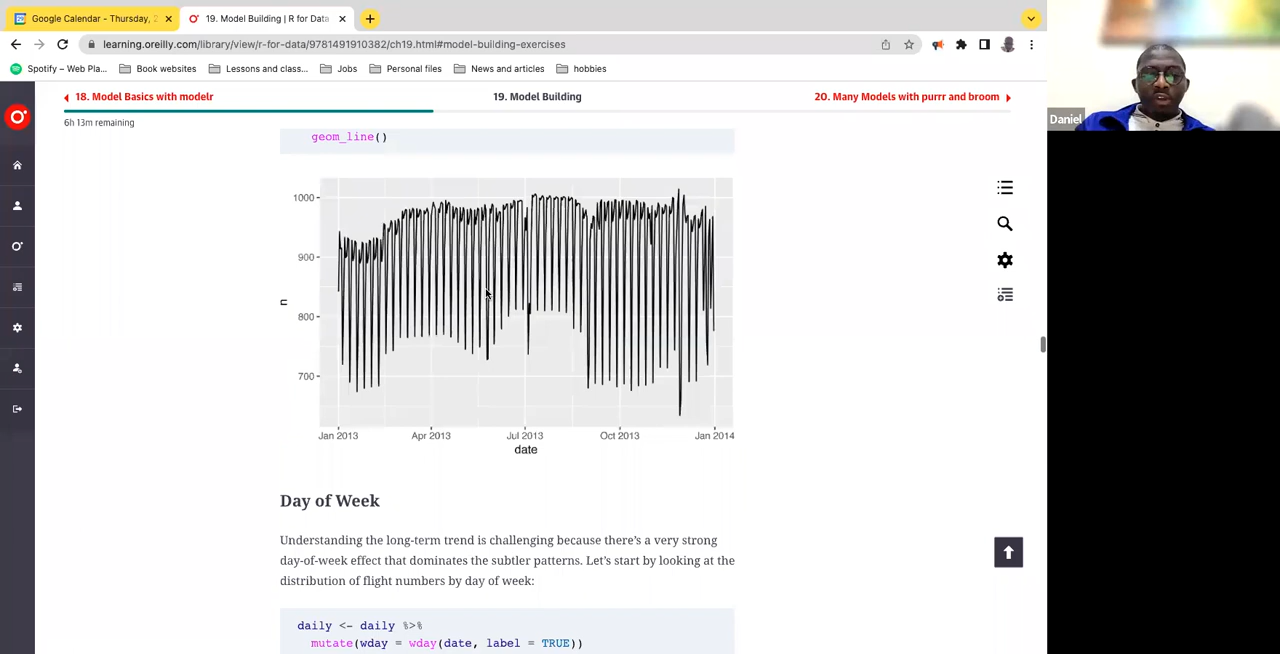 Google Calendar - Thursday, 2
19. Model Building | R for Data
learning.oreilly.com/library/view/r-for-data/9781491910382/ch19.html#model-building-exercises
Spotify – Web Pla... Book websites Lessons and class... Jobs Personal files News and articles hobbies
18. Model Basics with modelr 19. Model Building 20. Many Models with purrr and broom
6h 13m remaining
Daniel
geom_line()
1000
900
n
800
700
Jan 2013 Apr 2013 Jul 2013 Oct 2013 Jan 2014
date
Day of Week
Understanding the long-term trend is challenging because there's a very strong
day-of-week effect that dominates the subtler patterns. Let's start by looking at the
distribution of flight numbers by day of week:
daily <- daily %>%
mutate(wday = wday(date, label = TRUE))